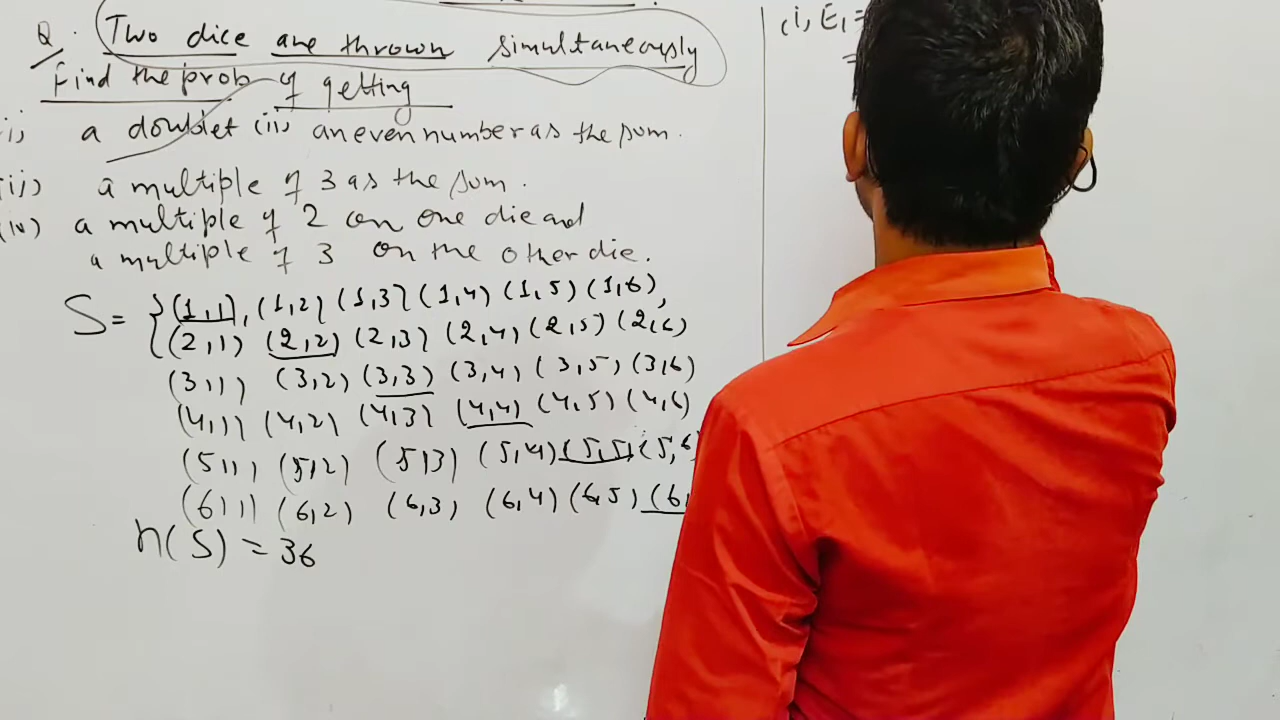 Q. Two dice are thrown simultaneously
Find the prob of getting
i) a doublet (ii) an even number as the sum.
iii) a multiple of 3 as the sum.
(iv) a multiple of 2 on one die and
a multiple of 3 on the other die.
S = {(1,1), (1,2) (1,3) (1,4) (1,5) (1,6),
(2,1) (2,2) (2,3) (2,4) (2,5) (2,6)
(3,1) (3,2) (3,3) (3,4) (3,5) (3,6)
(4,1) (4,2) (4,3) (4,4) (4,5) (4,6)
(5,1) (5,2) (5,3) (5,4) (5,5) (5,6
(6,1) (6,2) (6,3) (6,4) (6,5) (6,
n(S) = 36
(i) E1 =
=